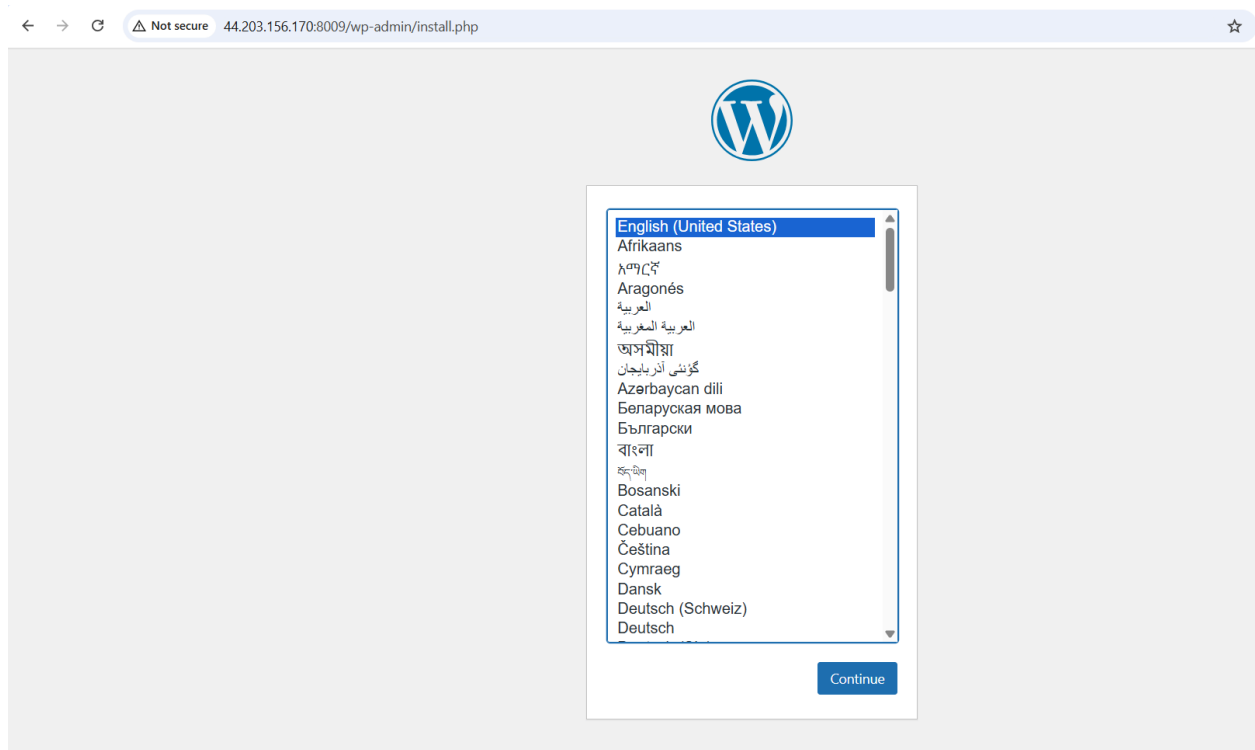 Not secure 44.203.156.170:8009/wp-admin/install.php
English (United States)
Afrikaans
አማርኛ
Aragonés
العربية
العربية المغربية
অসমীয়া
گؤنئی آذربایجان
Azərbaycan dili
Беларуская мова
Български
বাংলা
བོད་ཡིག
Bosanski
Català
Cebuano
Čeština
Cymraeg
Dansk
Deutsch (Schweiz)
Deutsch
Continue